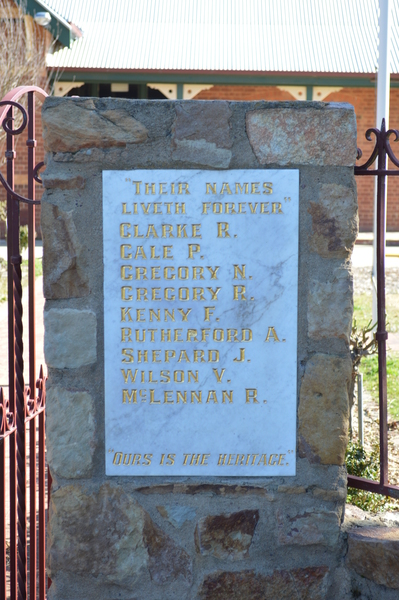 "THEIR NAMES
LIVETH FOREVER"
CLARKE R.
GALE P.
GREGORY N.
GREGORY R.
KENNY F.
RUTHERFORD A.
SHEPARD J.
WILSON V.
McLENNAN R.
"OURS IS THE HERITAGE."